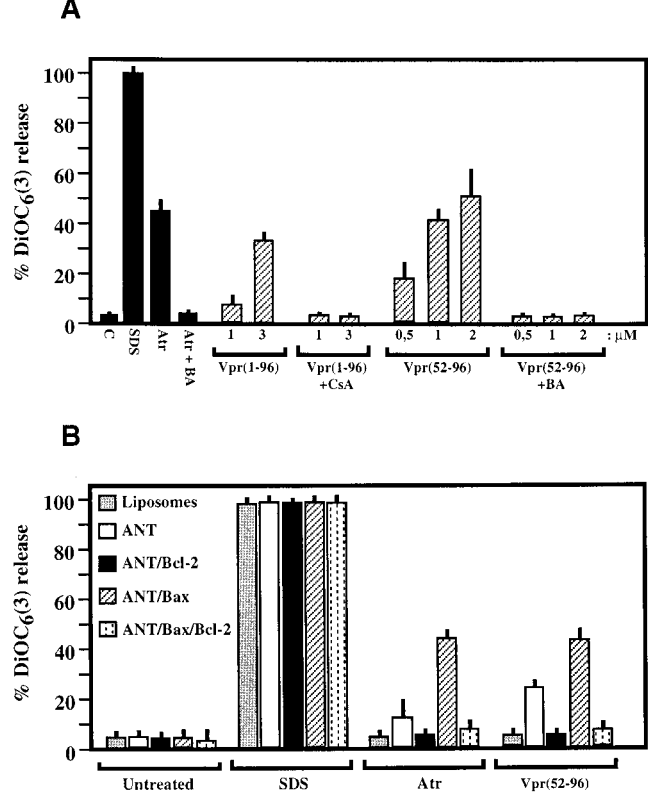 A
% DiOC6(3) release
100
80
60
40
20
0
C
SDS
Atr
Atr + BA
1 3 1 3 0,5 1 2 0,5 1 2 : µM
Vpr(1-96) Vpr(1-96) Vpr(52-96) Vpr(52-96)
+CsA +BA
B
% DiOC6(3) release
100
80
60
40
20
0
Liposomes
ANT
ANT/Bcl-2
ANT/Bax
ANT/Bax/Bcl-2
Untreated SDS Atr Vpr(52-96)